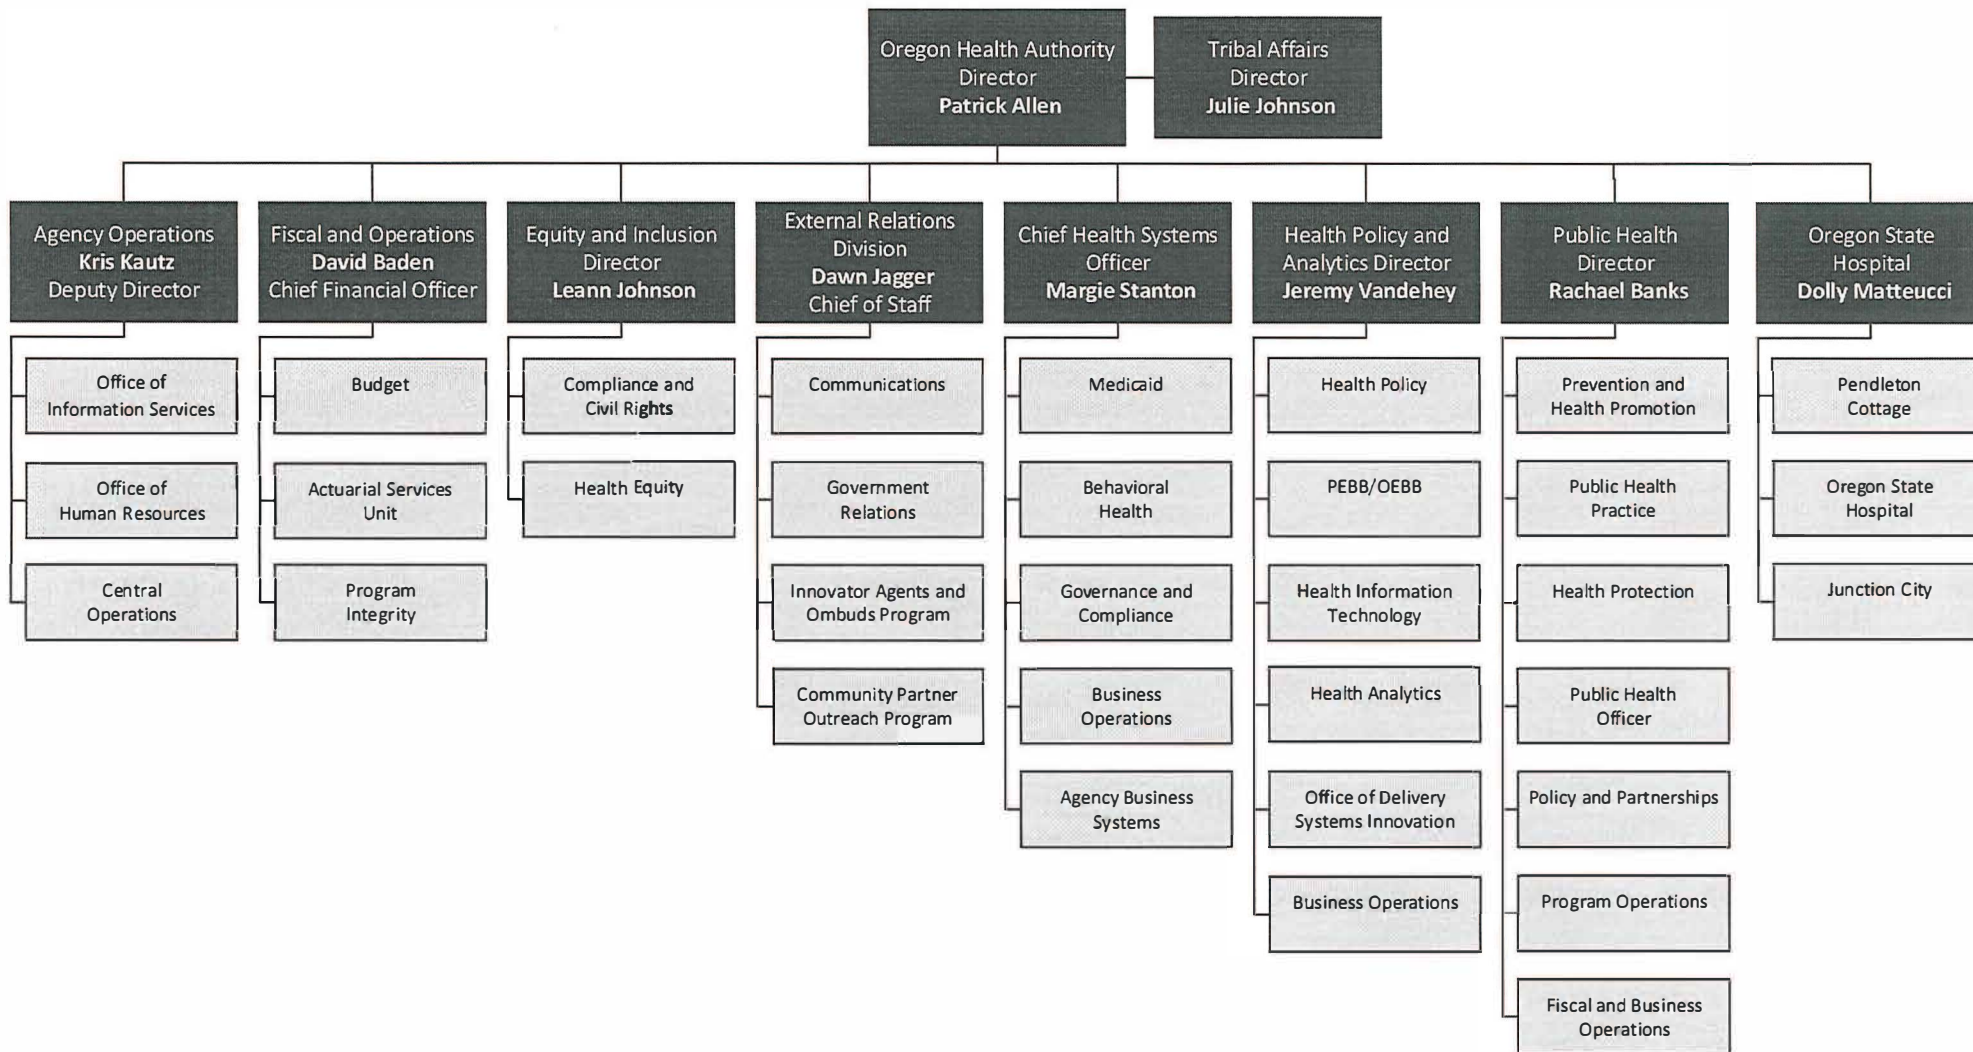 Oregon Health Authority
Director
Patrick Allen
Tribal Affairs
Director
Julie Johnson
Agency Operations
Kris Kautz
Deputy Director
Fiscal and Operations
David Baden
Chief Financial Officer
Equity and Inclusion
Director
Leann Johnson
External Relations
Division
Dawn Jagger
Chief of Staff
Chief Health Systems
Officer
Margie Stanton
Health Policy and
Analytics Director
Jeremy Vandehey
Public Health
Director
Rachael Banks
Oregon State
Hospital
Dolly Matteucci
Office of
Information Services
Office of
Human Resources
Central
Operations
Budget
Actuarial Services
Unit
Program
Integrity
Compliance and
Civil Rights
Health Equity
Communications
Government
Relations
Innovator Agents and
Ombuds Program
Community Partner
Outreach Program
Medicaid
Behavioral
Health
Governance and
Compliance
Business
Operations
Agency Business
Systems
Health Policy
PEBB/OEBB
Health Information
Technology
Health Analytics
Office of Delivery
Systems Innovation
Business Operations
Prevention and
Health Promotion
Public Health
Practice
Health Protection
Public Health
Officer
Policy and Partnerships
Program Operations
Fiscal and Business
Operations
Pendleton
Cottage
Oregon State
Hospital
Junction City